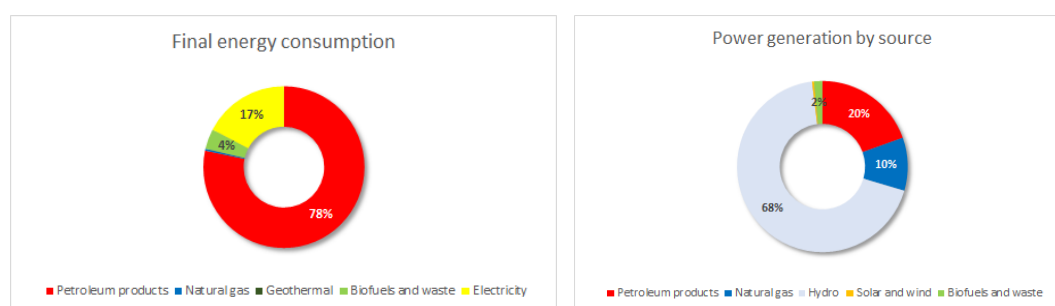 Final energy consumption
17%
4%
78%
Petroleum products Natural gas Geothermal Biofuels and waste Electricity
Power generation by source
2%
20%
10%
68%
Petroleum products Natural gas Hydro Solar and wind Biofuels and waste